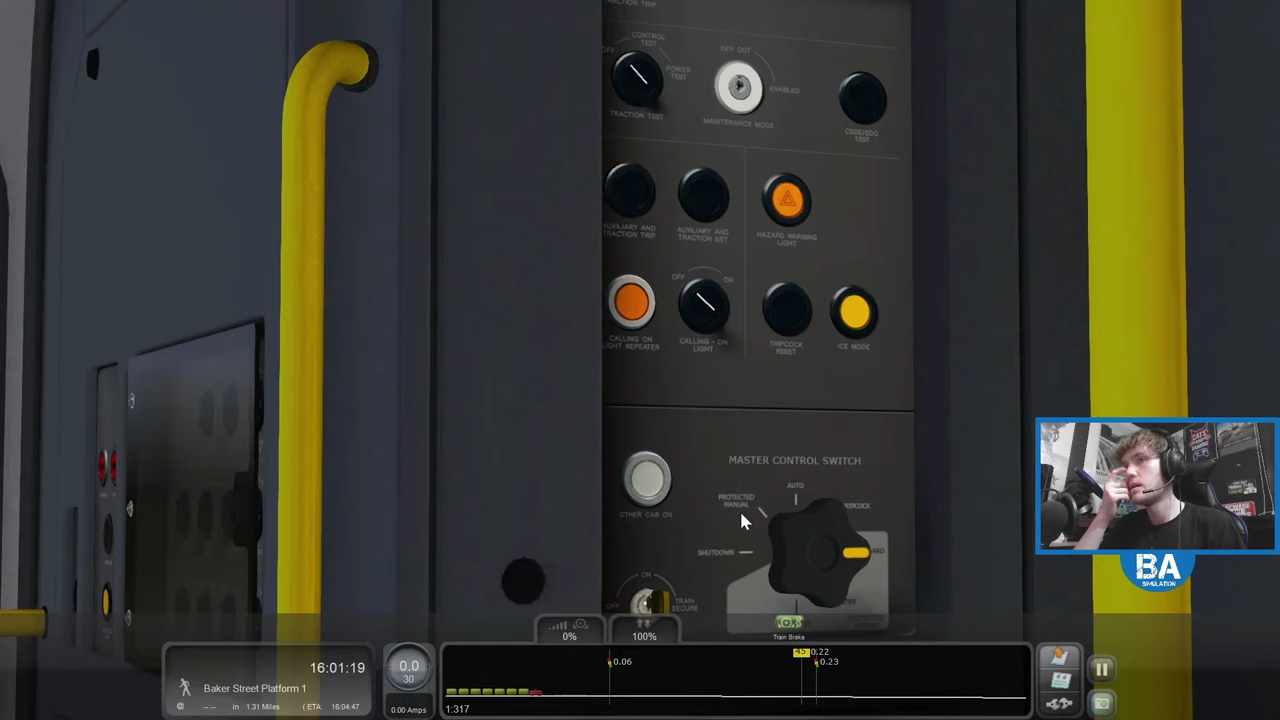 TRACTION TRIP
CONTROL
TEST
OFF
POWER
TEST
TRACTION TEST
KEY OUT
ENABLED
MAINTENANCE MODE
CSDE/SDO
TEST
AUXILIARY AND
TRACTION TRIP
AUXILIARY AND
TRACTION SET
HAZARD WARNING
LIGHT
OFF
ON
CALLING ON
LIGHT REPEATER
CALLING - ON
LIGHT
TRIPCOCK
RESET
ICE MODE
MASTER CONTROL SWITCH
AUTO
PROTECTED
MANUAL
SHUTDOWN
OTHER CAB ON
ON
OFF
TRAIN
SECURE
0%
100%
Train Brake
16:01:19
Baker Street Platform 1
--:--
in
1.31 Miles
( ETA:
16:04:47
0.0
30
0.00 Amps
0.06
45
0.22
0.23
1:317
BA
SIMULATION